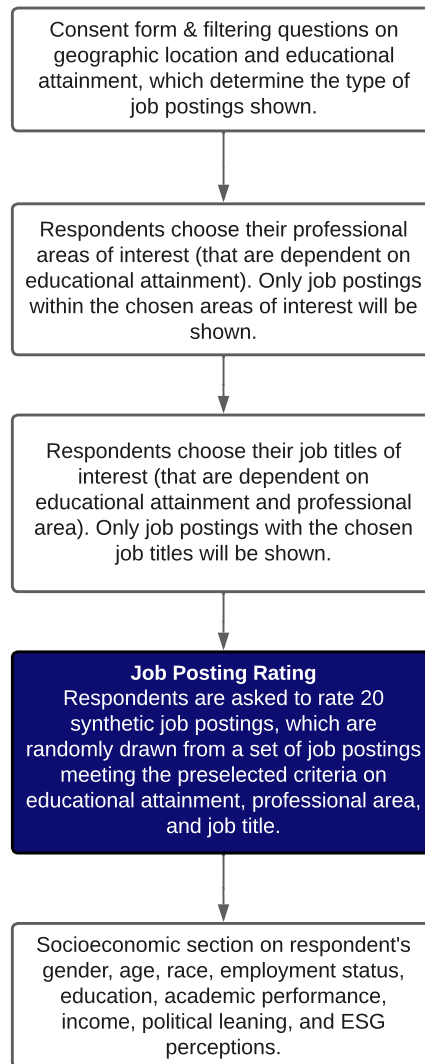 Consent form & filtering questions on
geographic location and educational
attainment, which determine the type of
job postings shown.
Respondents choose their professional
areas of interest (that are dependent on
educational attainment). Only job postings
within the chosen areas of interest will be
shown.
Respondents choose their job titles of
interest (that are dependent on
educational attainment and professional
area). Only job postings with the chosen
job titles will be shown.
Job Posting Rating
Respondents are asked to rate 20
synthetic job postings, which are
randomly drawn from a set of job postings
meeting the preselected criteria on
educational attainment, professional area,
and job title.
Socioeconomic section on respondent's
gender, age, race, employment status,
education, academic performance,
income, political leaning, and ESG
perceptions.